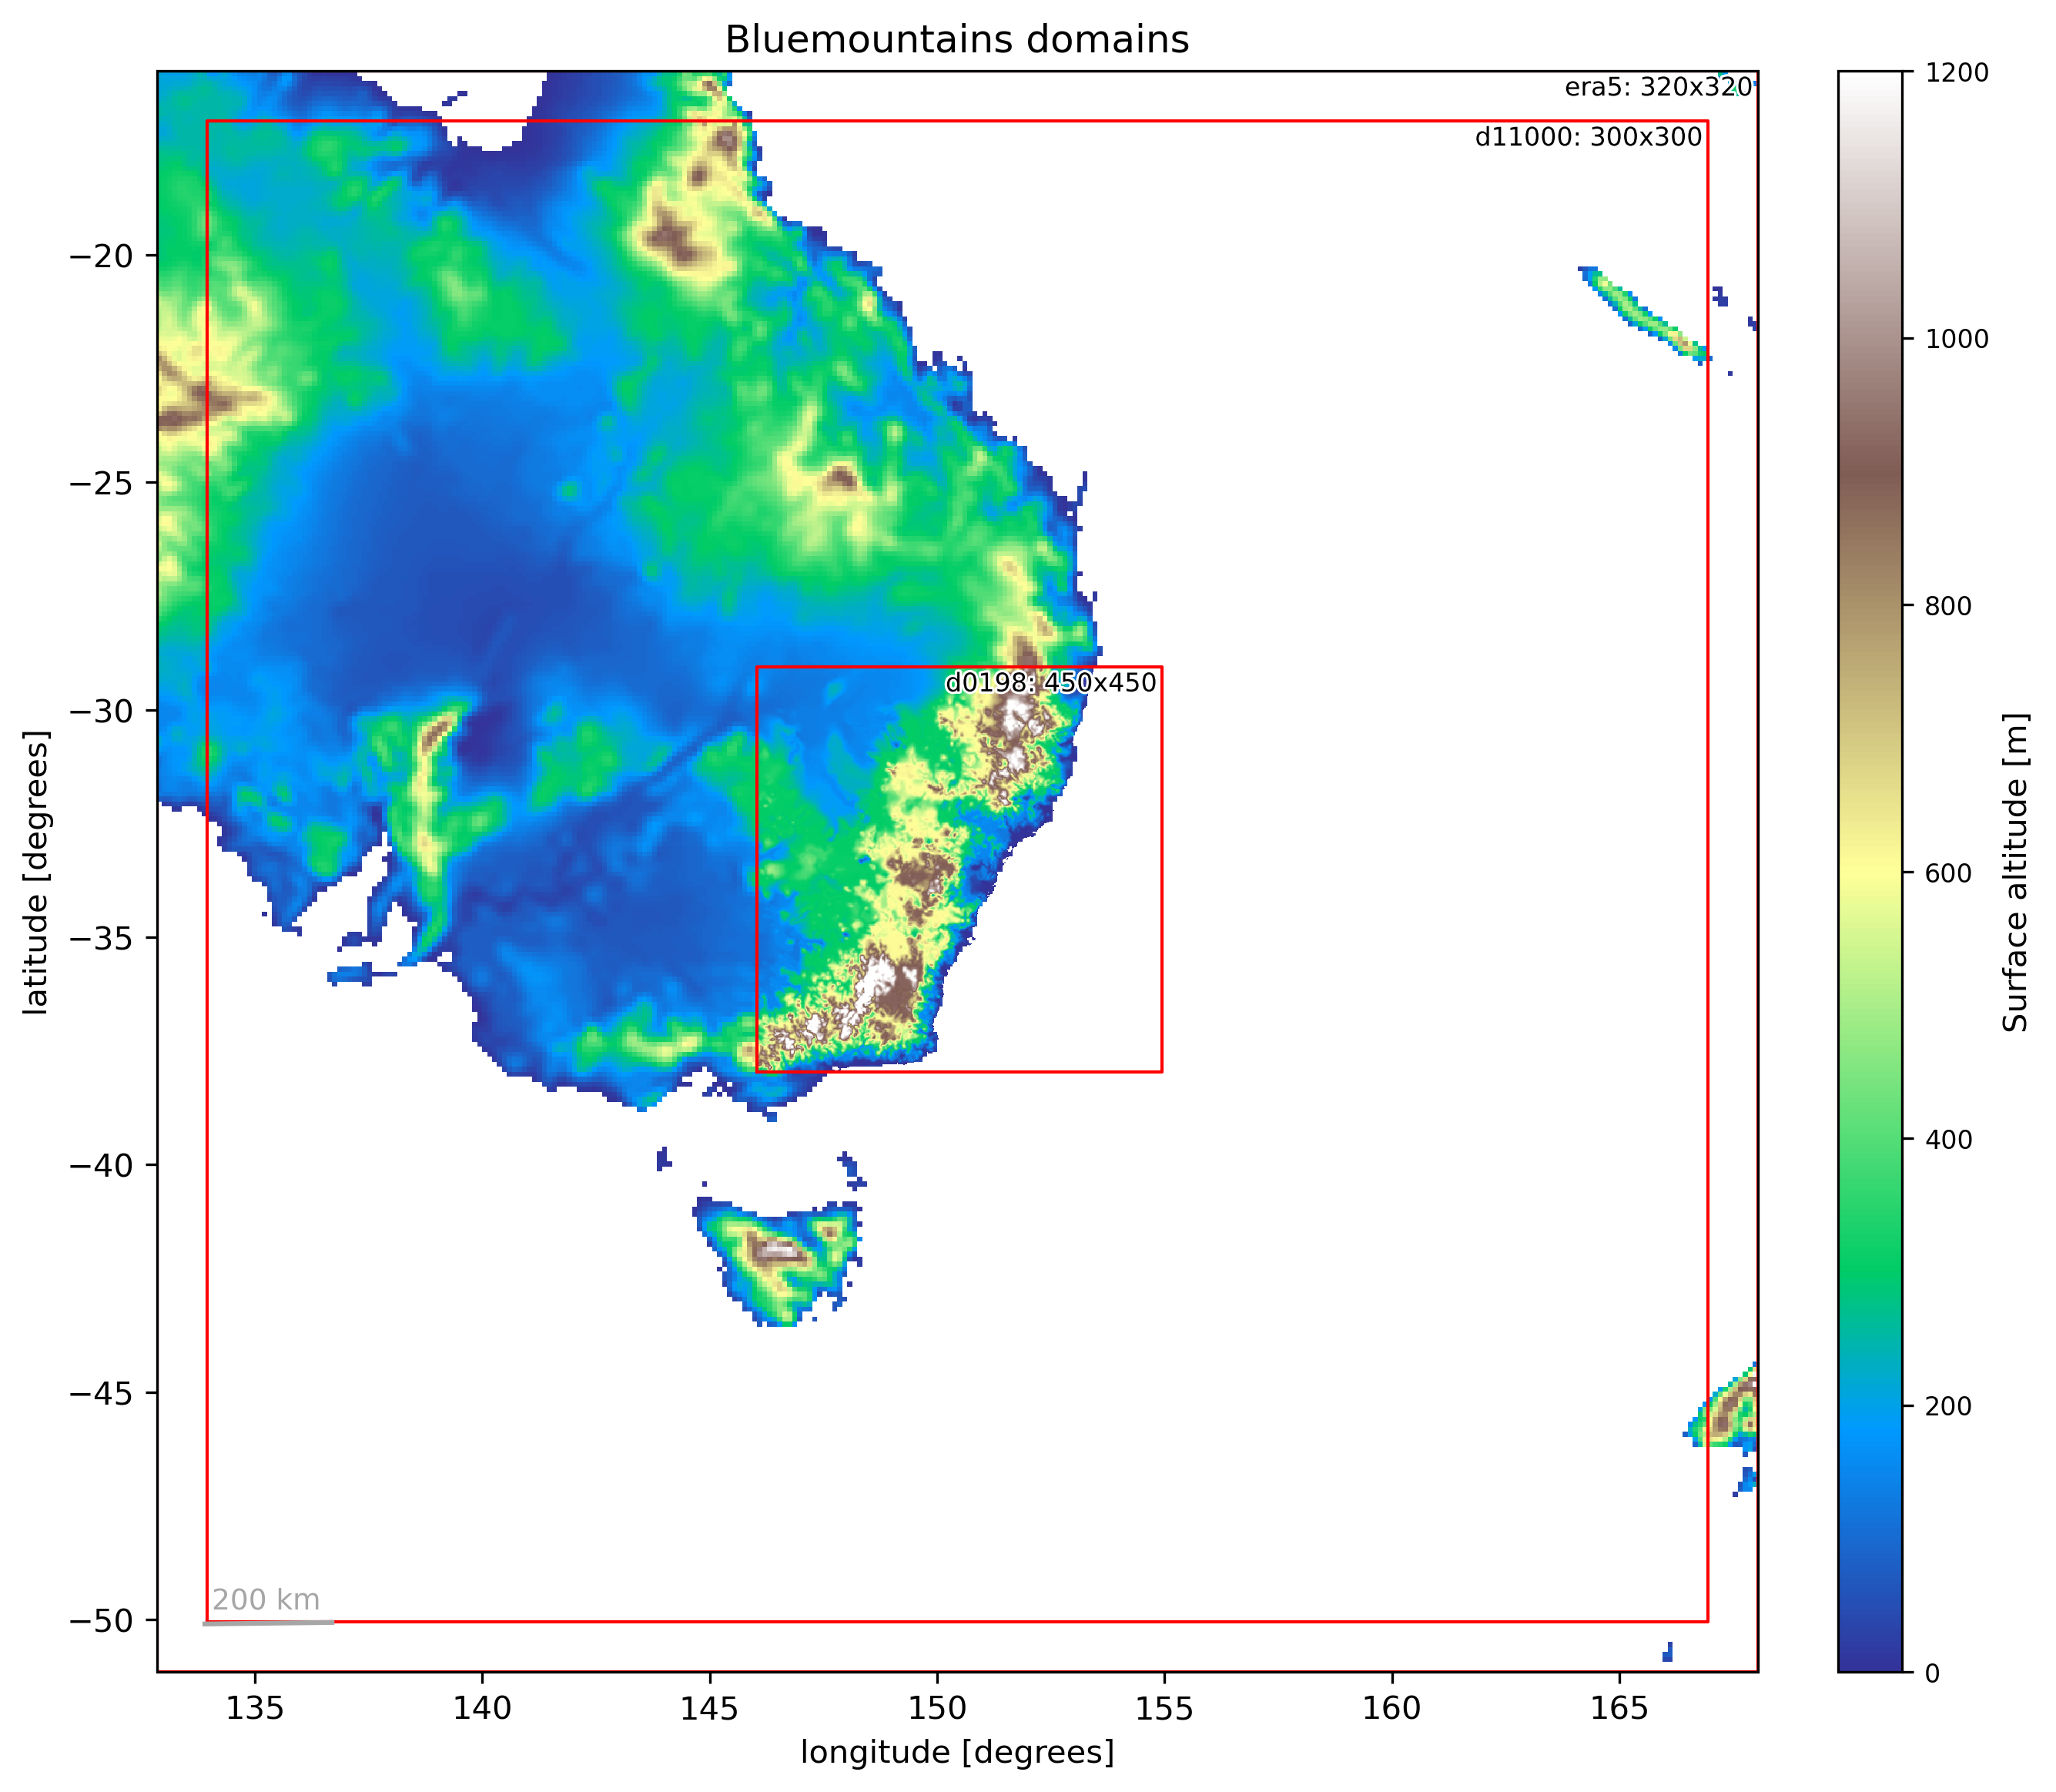 Bluemountains domains
era5: 320x320
d11000: 300x300
d0198: 450x450
200 km
−20
−25
−30
−35
−40
−45
−50
latitude [degrees]
135
140
145
150
155
160
165
longitude [degrees]
1200
1000
800
600
400
200
0
Surface altitude [m]